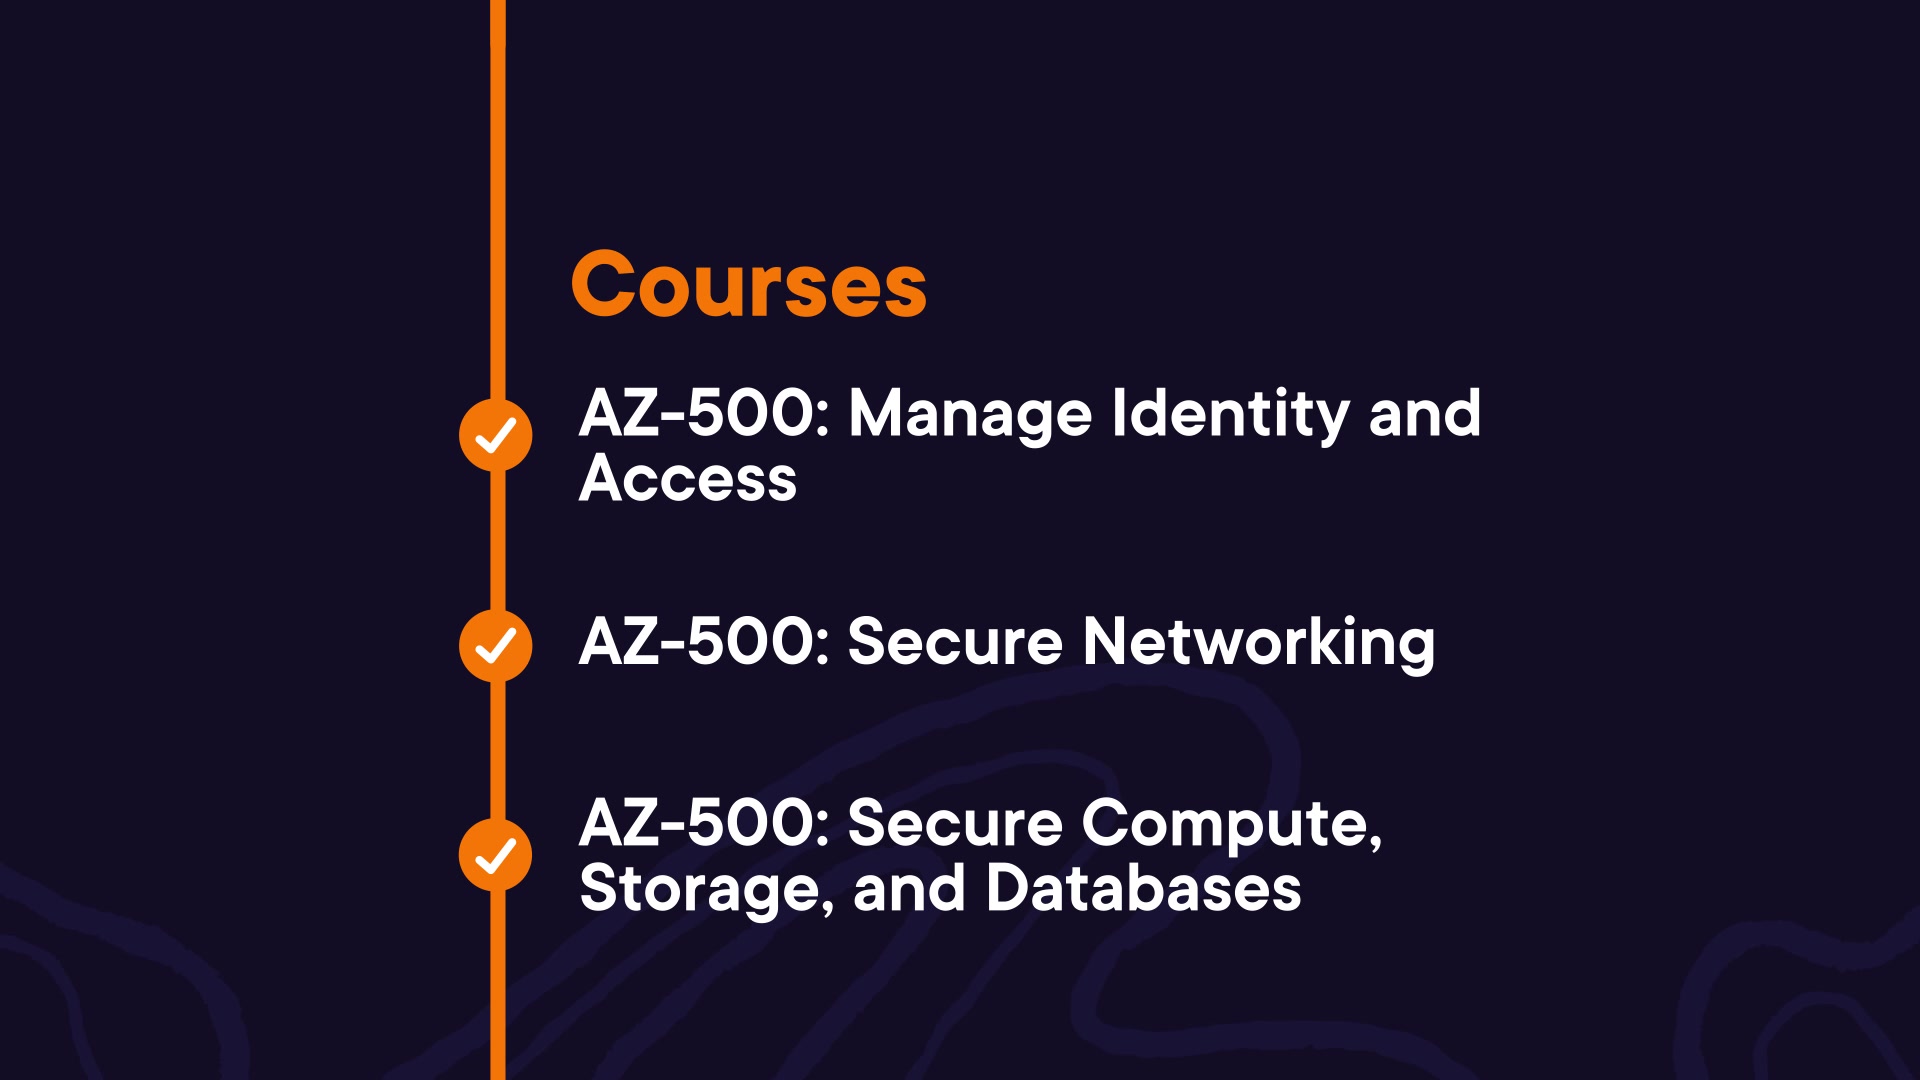 Courses
AZ-500: Manage Identity and
Access
AZ-500: Secure Networking
AZ-500: Secure Compute,
Storage, and Databases